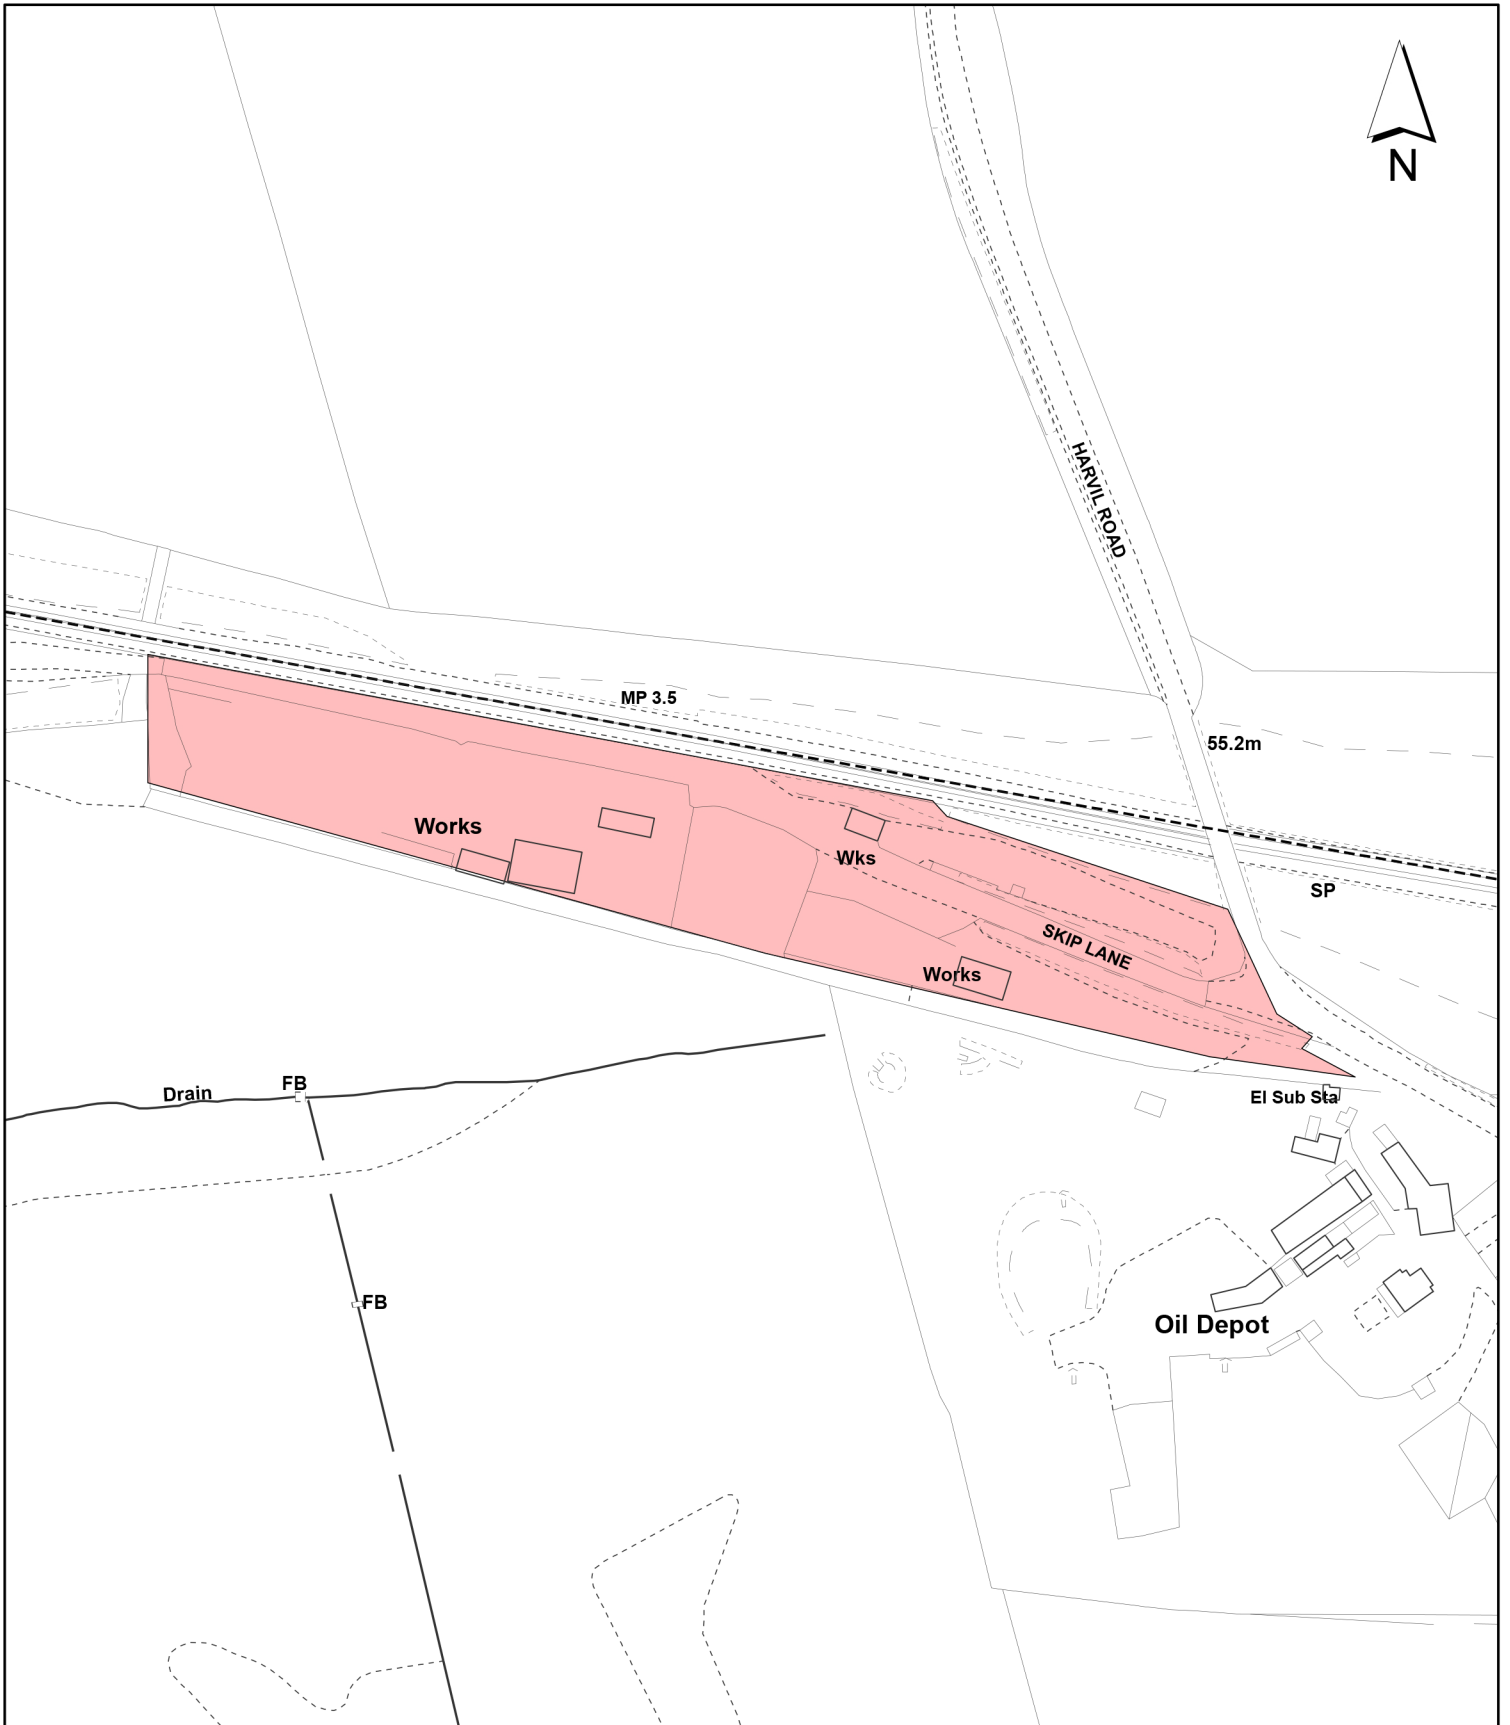 N
HARVIL ROAD
MP 3.5
55.2m
Works
Wks
SP
SKIP LANE
Works
Drain
FB
El Sub Sta
FB
Oil Depot